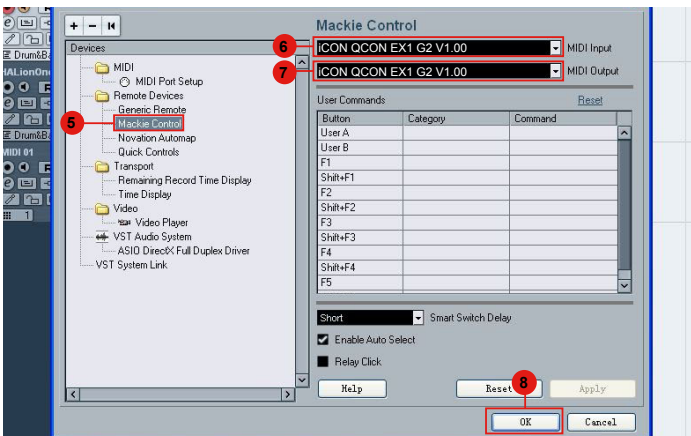 Mackie Control
Devices
6
iCON QCON EX1 G2 V1.00
MIDI Input
7
iCON QCON EX1 G2 V1.00
MIDI Output
MIDI
MIDI Port Setup
Remote Devices
Generic Remote
5
Mackie Control
Novation Automap
Quick Controls
Transport
Remaining Record Time Display
Time Display
Video
Video Player
VST Audio System
ASIO DirectX Full Duplex Driver
VST System Link
User Commands
Reset
Button Category Command
User A
User B
F1
Shift+F1
F2
Shift+F2
F3
Shift+F3
F4
Shift+F4
F5
Short
Smart Switch Delay
Enable Auto Select
Relay Click
Help
Reset
Apply
8
OK
Cancel
Drum&B
HALionOne
Drum&B
MIDI 01
1